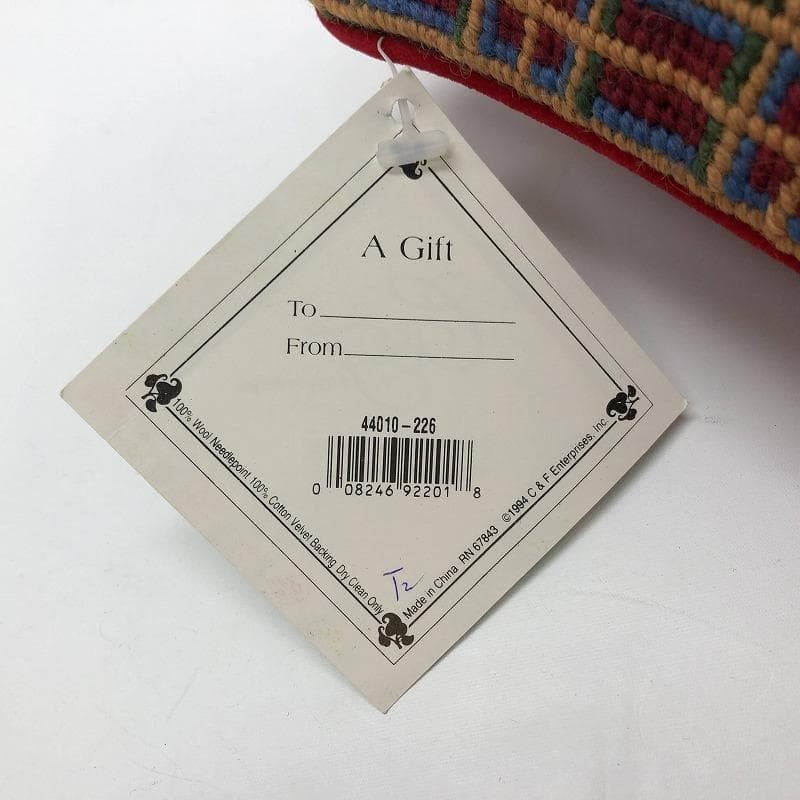 A Gift
To
From
44010-226
0 08246 92201 8
100% Wool Needlepoint 100% Cotton Velvet Backing Dry Clean Only
Made in China RN 67843 ©1994 C & F Enterprises, Inc.
T2